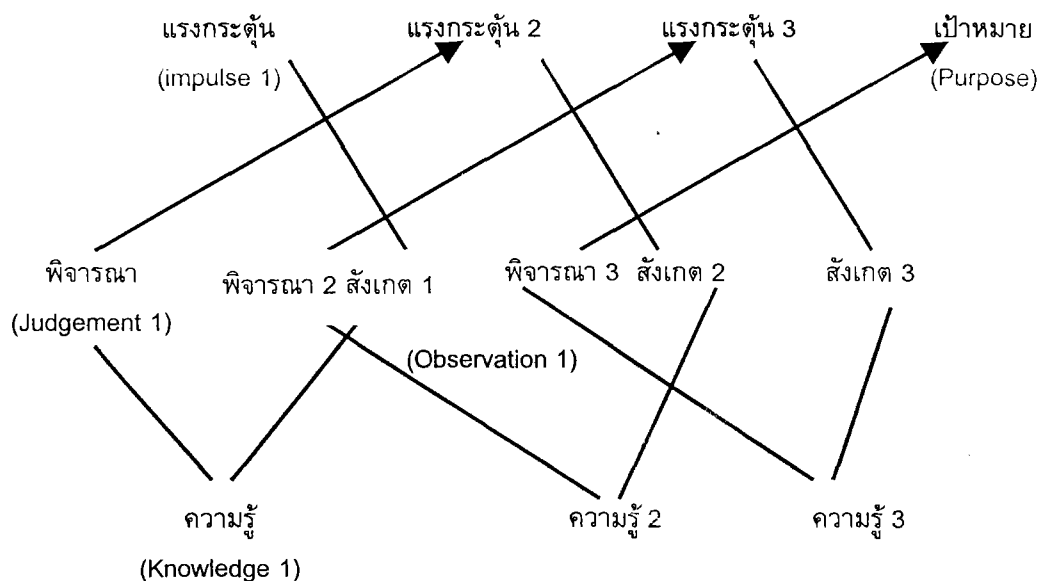 แรงกระตุ้น แรงกระตุ้น 2 แรงกระตุ้น 3 เป้าหมาย
(impulse 1) (Purpose)
พิจารณา พิจารณา 2 สังเกต 1 พิจารณา 3 สังเกต 2 สังเกต 3
(Judgement 1) (Observation 1)
ความรู้ ความรู้ 2 ความรู้ 3
(Knowledge 1)